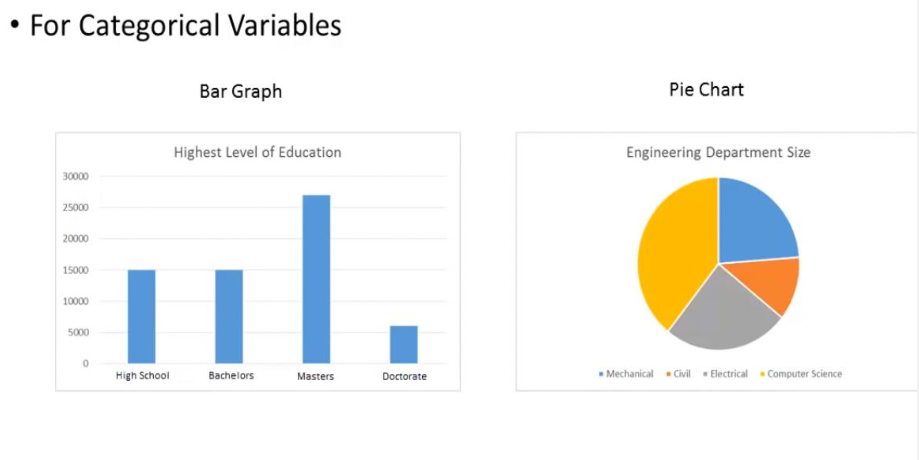 • For Categorical Variables
Bar Graph
Highest Level of Education
30000
25000
20000
15000
10000
5000
0
High School Bachelors Masters Doctorate
Pie Chart
Engineering Department Size
Mechanical Civil Electrical Computer Science